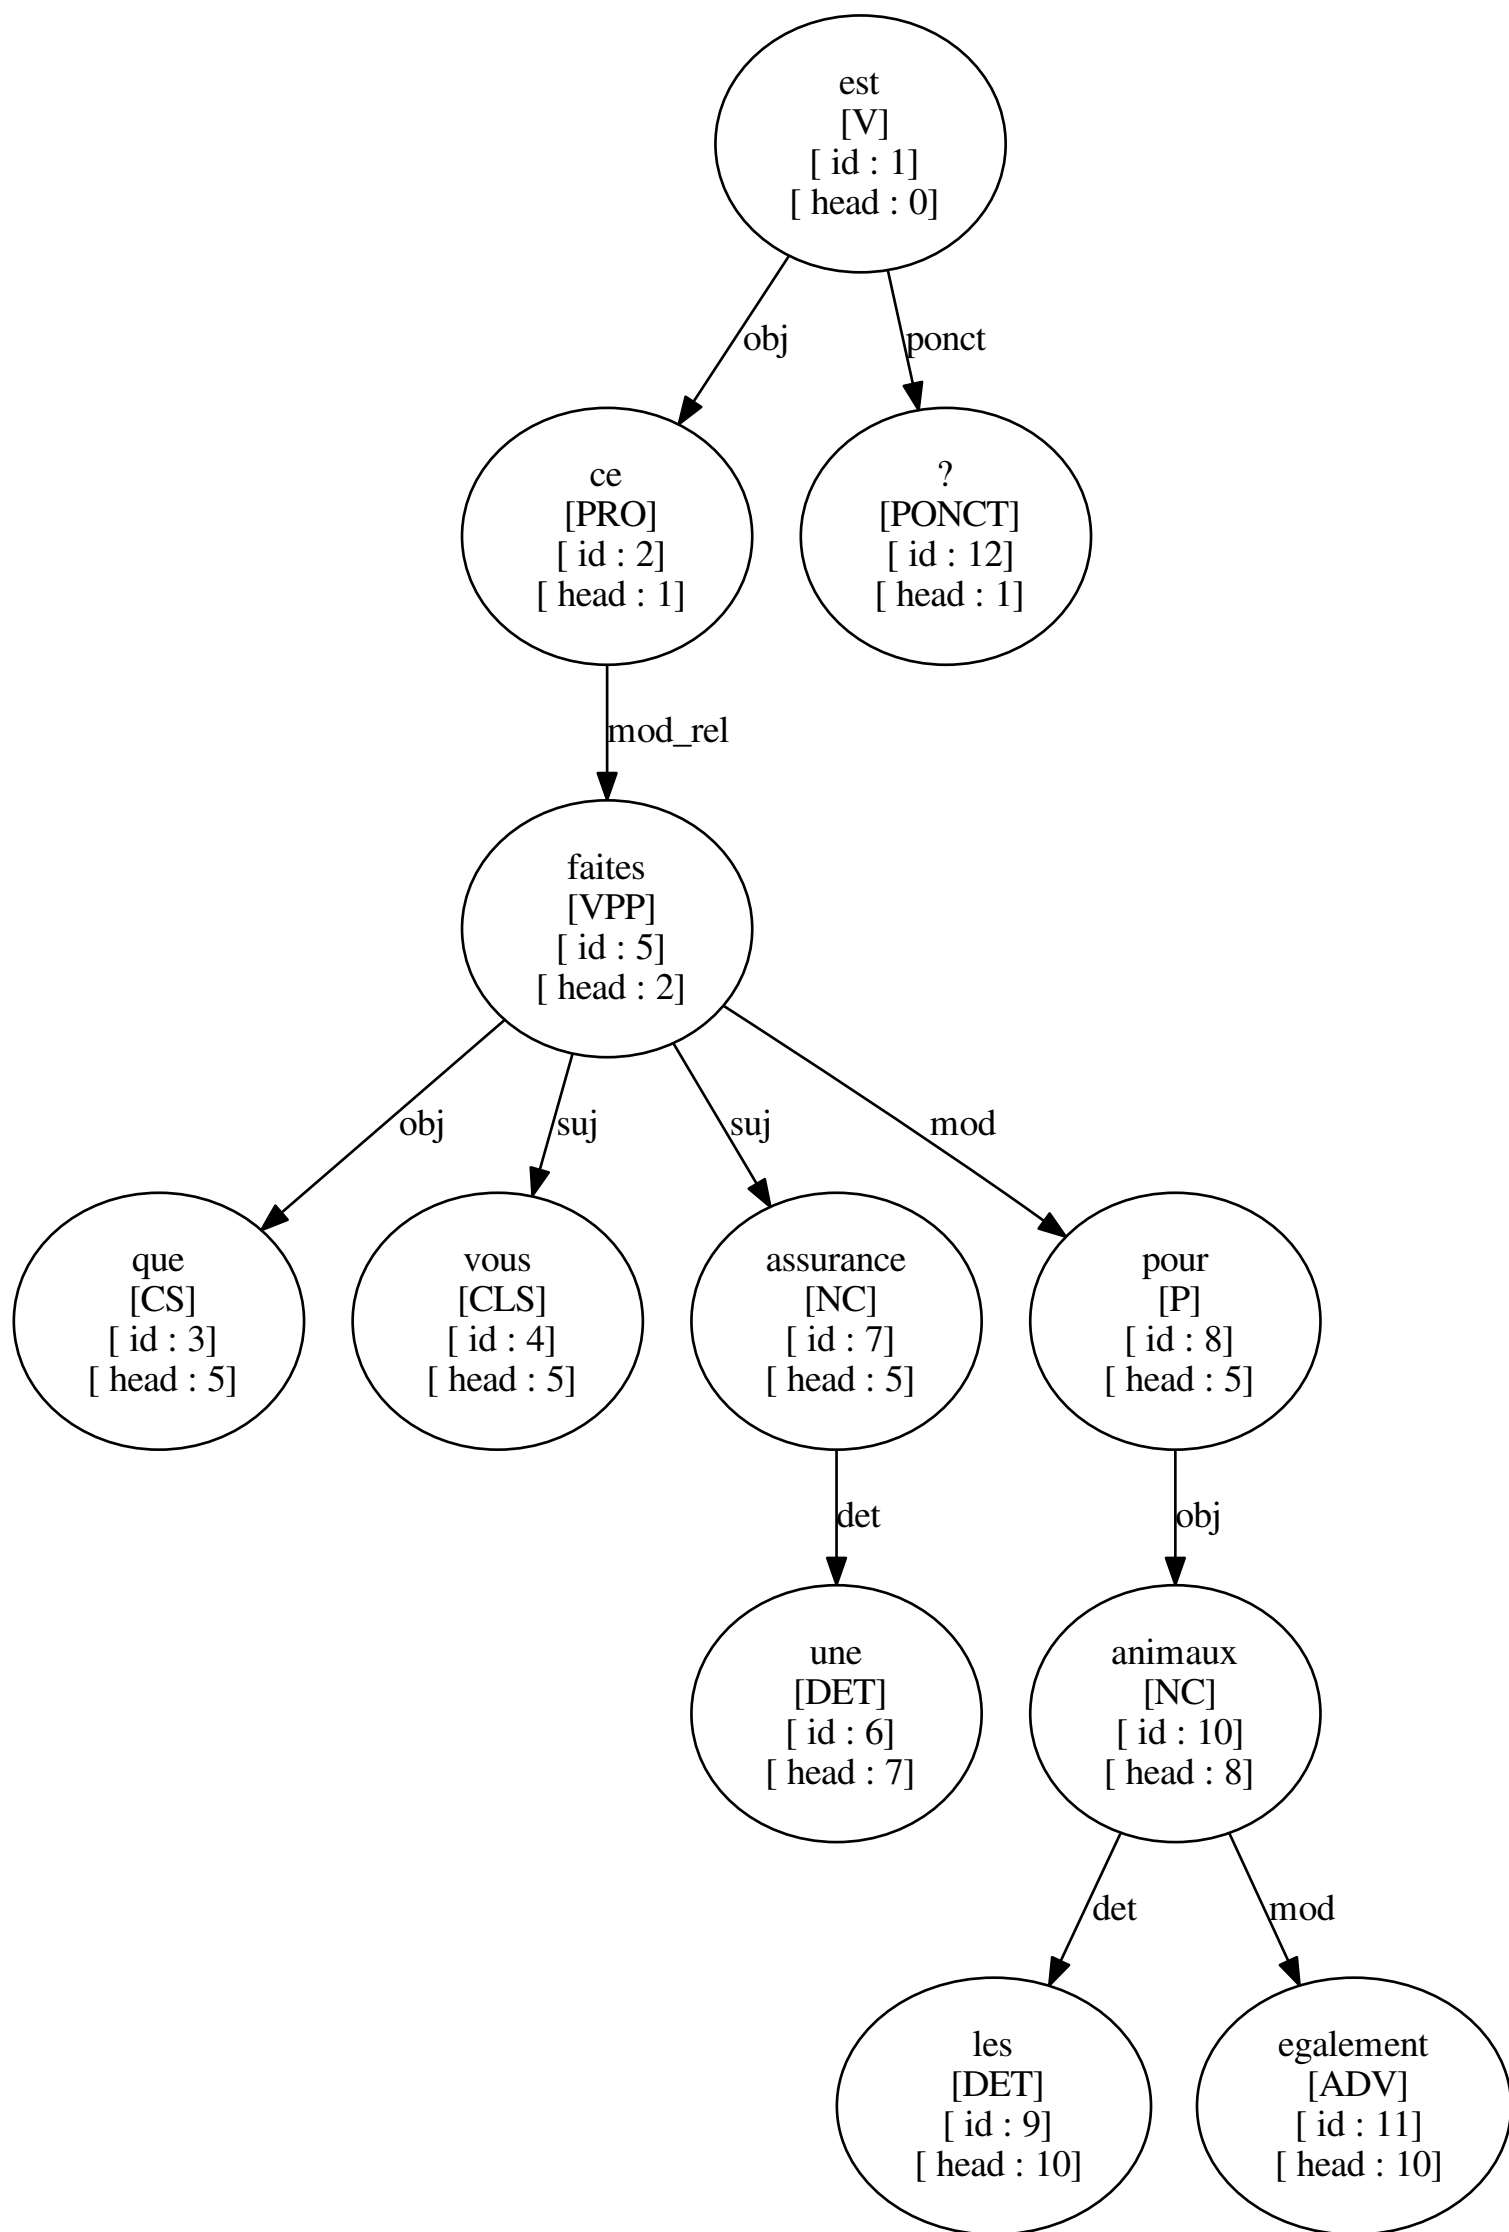 est
[V]
[ id : 1]
[ head : 0]
obj
ponct
ce
[PRO]
[ id : 2]
[ head : 1]
?
[PONCT]
[ id : 12]
[ head : 1]
mod_rel
faites
[VPP]
[ id : 5]
[ head : 2]
obj
suj
suj
mod
que
[CS]
[ id : 3]
[ head : 5]
vous
[CLS]
[ id : 4]
[ head : 5]
assurance
[NC]
[ id : 7]
[ head : 5]
pour
[P]
[ id : 8]
[ head : 5]
det
obj
une
[DET]
[ id : 6]
[ head : 7]
animaux
[NC]
[ id : 10]
[ head : 8]
det
mod
les
[DET]
[ id : 9]
[ head : 10]
egalement
[ADV]
[ id : 11]
[ head : 10]